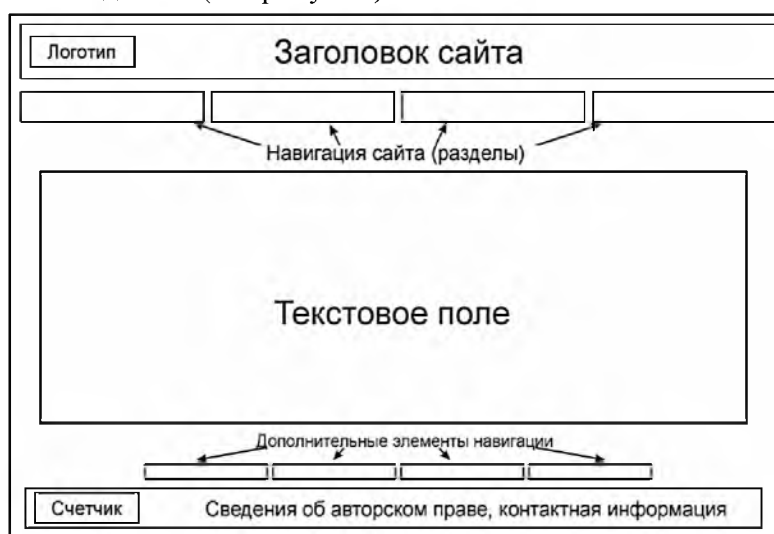 Логотип
Заголовок сайта
Навигация сайта (разделы)
Текстовое поле
Дополнительные элементы навигации
Счетчик
Сведения об авторском праве, контактная информация